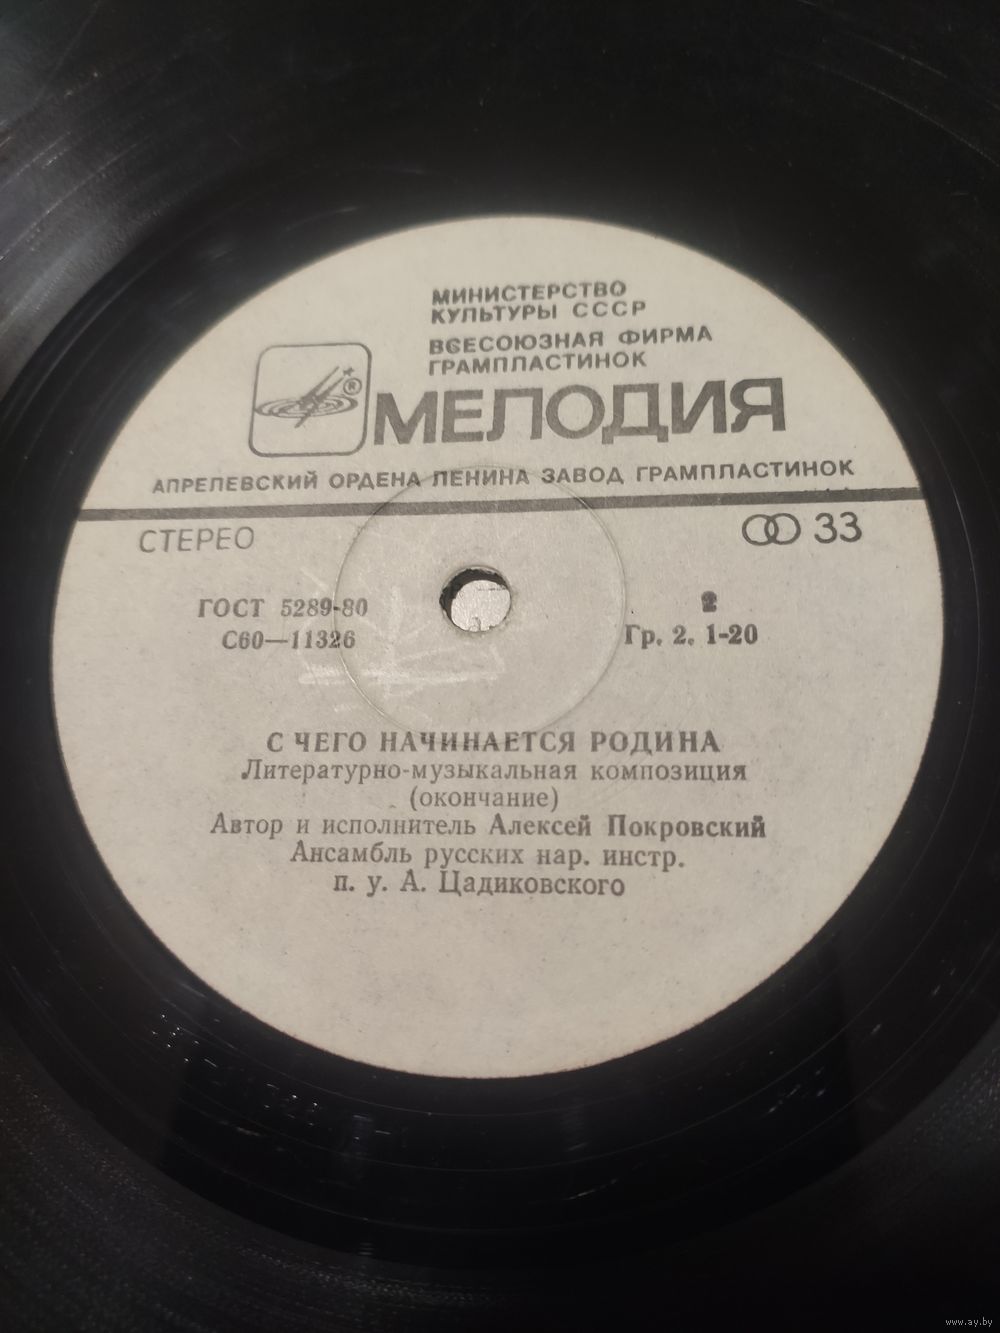 МИНИСТЕРСТВО
КУЛЬТУРЫ СССР
ВСЕСОЮЗНАЯ ФИРМА
ГРАМПЛАСТИНОК
®
МЕЛОДИЯ
АПРЕЛЕВСКИЙ ОРДЕНА ЛЕНИНА ЗАВОД ГРАМПЛАСТИНОК
СТЕРЕО
33
ГОСТ 5289-80
2
С60—11326
Гр. 2. 1-20
С ЧЕГО НАЧИНАЕТСЯ РОДИНА
Литературно-музыкальная композиция
(окончание)
Автор и исполнитель Алексей Покровский
Ансамбль русских нар. инстр.
п. у. А. Цадиковского
www.ay.by